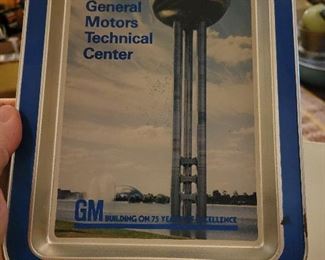 General
Motors
Technical
Center
GM BUILDING ON 75 YEARS OF EXCELLENCE